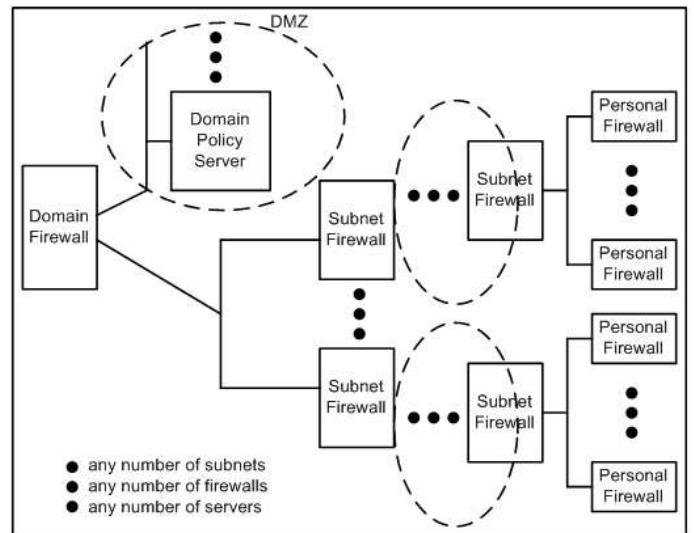 DMZ
Domain
Policy
Server
Domain
Firewall
Subnet
Firewall
Subnet
Firewall
Personal
Firewall
Personal
Firewall
Subnet
Firewall
Subnet
Firewall
Personal
Firewall
Personal
Firewall
any number of subnets
any number of firewalls
any number of servers